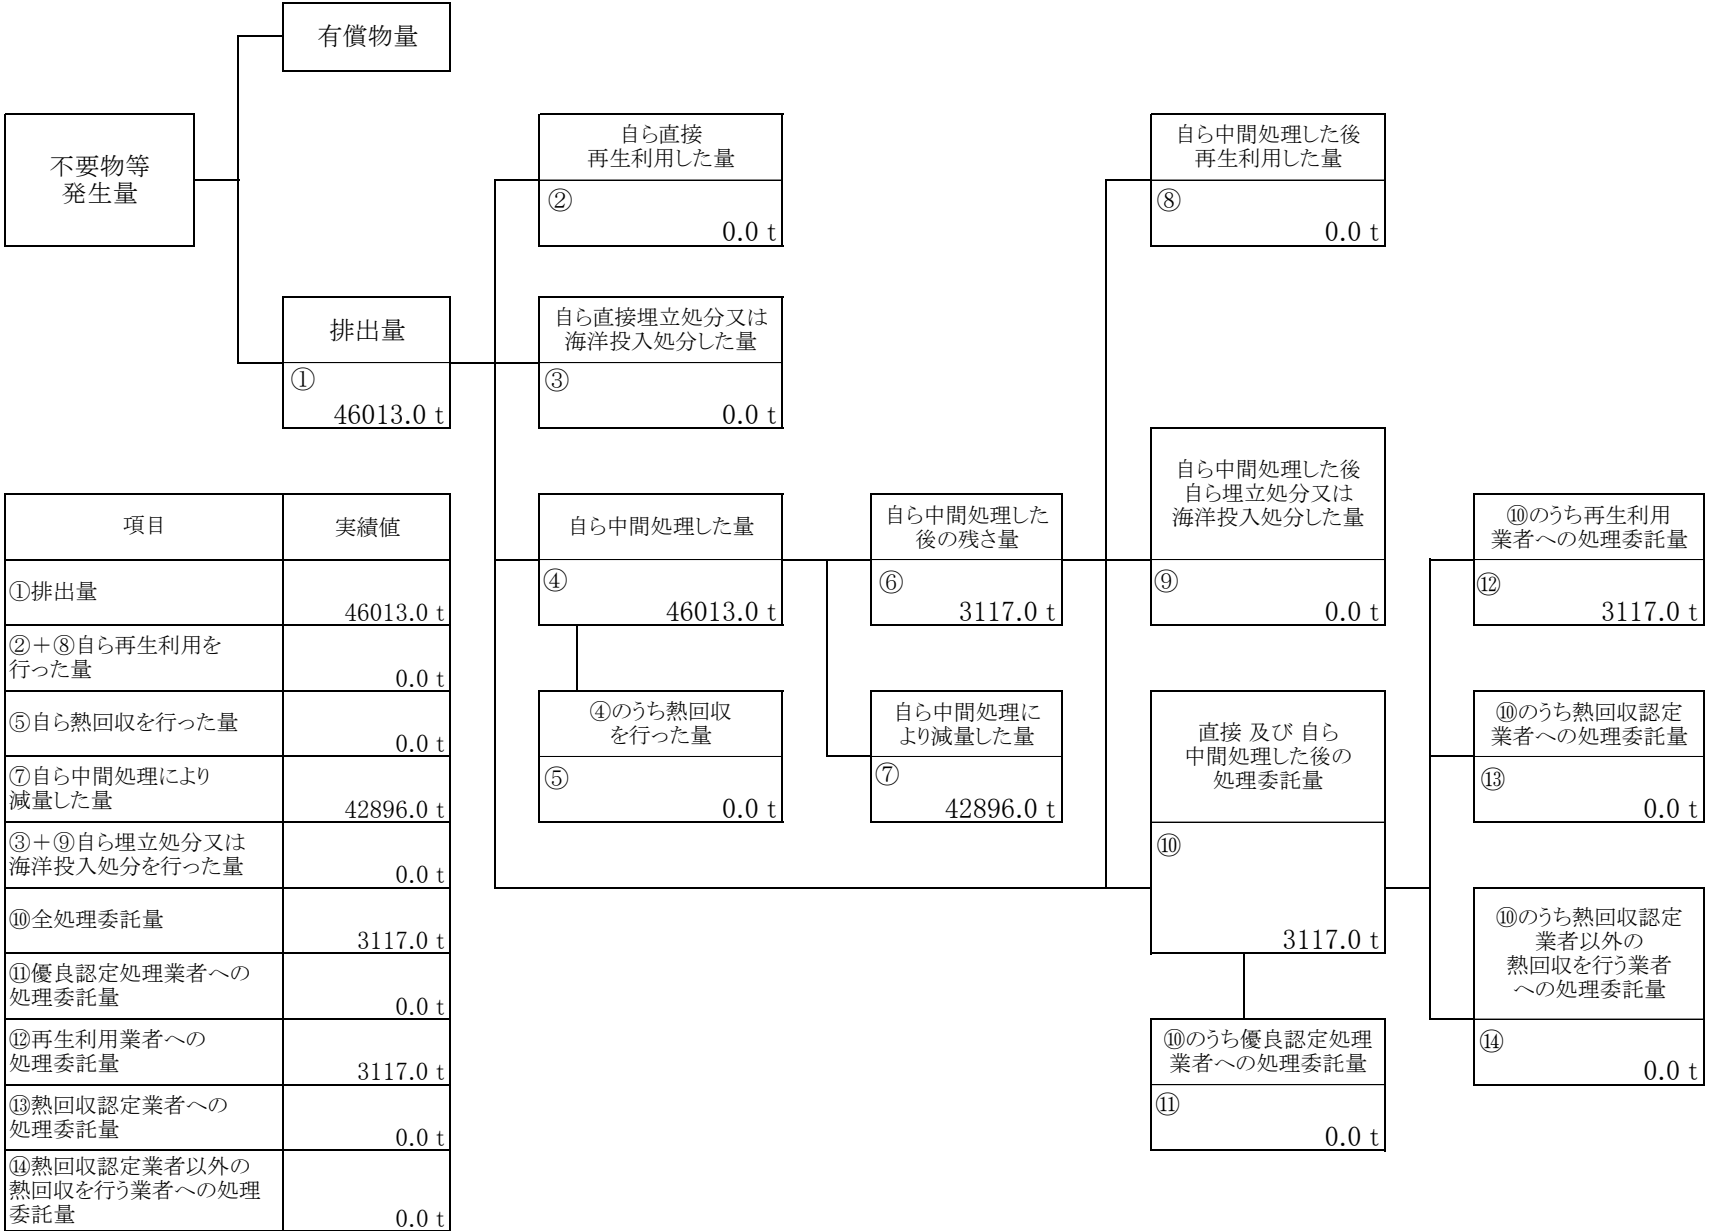 有償物量
不要物等
発生量
自ら直接
再生利用した量
②
0.0 t
自ら中間処理した後
再生利用した量
⑧
0.0 t
排出量
①
46013.0 t
自ら直接埋立処分又は
海洋投入処分した量
③
0.0 t
自ら中間処理した量
④
46013.0 t
自ら中間処理した
後の残さ量
⑥
3117.0 t
自ら中間処理した後
自ら埋立処分又は
海洋投入処分した量
⑨
0.0 t
⑩のうち再生利用
業者への処理委託量
⑫
3117.0 t
④のうち熱回収
を行った量
⑤
0.0 t
自ら中間処理に
より減量した量
⑦
42896.0 t
直接 及び 自ら
中間処理した後の
処理委託量
⑩
3117.0 t
⑩のうち熱回収認定
業者への処理委託量
⑬
0.0 t
⑩のうち熱回収認定
業者以外の
熱回収を行う業者
への処理委託量
⑭
0.0 t
⑩のうち優良認定処理
業者への処理委託量
⑪
0.0 t
項目 実績値
①排出量
46013.0 t
②＋⑧自ら再生利用を
行った量
0.0 t
⑤自ら熱回収を行った量
0.0 t
⑦自ら中間処理により
減量した量
42896.0 t
③＋⑨自ら埋立処分又は
海洋投入処分を行った量
0.0 t
⑩全処理委託量
3117.0 t
⑪優良認定処理業者への
処理委託量
0.0 t
⑫再生利用業者への
処理委託量
3117.0 t
⑬熱回収認定業者への
処理委託量
0.0 t
⑭熱回収認定業者以外の
熱回収を行う業者への処理
委託量
0.0 t